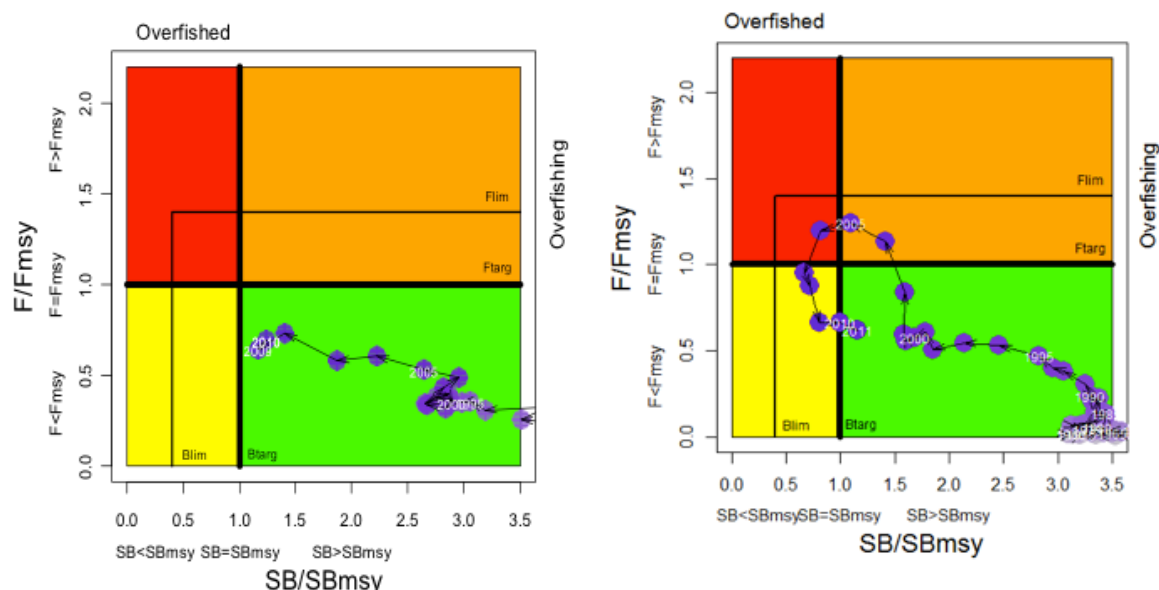 Overfished
2.0
1.5
1.0
0.5
0.0
F/Fmsy
F>Fmsy
F=Fmsy
F<Fmsy
Flim
Ftarg
Blim
Btarg
2009
2005
2000
1995
0.0 0.5 1.0 1.5 2.0 2.5 3.0 3.5
SB<SBmsy SB=SBmsy SB>SBmsy
SB/SBmsy
Overfishing
Overfished
2.0
1.5
1.0
0.5
0.0
F/Fmsy
F>Fmsy
F=Fmsy
F<Fmsy
Flim
Ftarg
Blim
Btarg
2005
2010
2011
2000
1995
1990
0.0 0.5 1.0 1.5 2.0 2.5 3.0 3.5
SB<SBmsy SB=SBmsy SB>SBmsy
SB/SBmsy
Overfishing